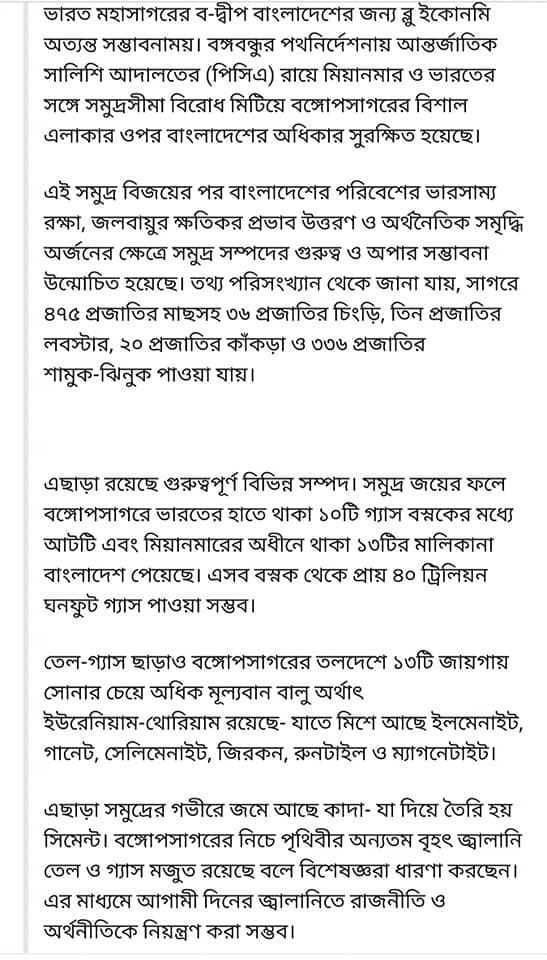 ভারত মহাসাগরের ব-দ্বীপ বাংলাদেশের জন্য ব্লু ইকোনমি
অত্যন্ত সম্ভাবনাময়। বঙ্গবন্ধুর পথনির্দেশনায় আন্তর্জাতিক
সালিশি আদালতের (পিসিএ) রায়ে মিয়ানমার ও ভারতের
সঙ্গে সমুদ্রসীমা বিরোধ মিটিয়ে বঙ্গোপসাগরের বিশাল
এলাকার ওপর বাংলাদেশের অধিকার সুরক্ষিত হয়েছে।
এই সমুদ্র বিজয়ের পর বাংলাদেশের পরিবেশের ভারসাম্য
রক্ষা, জলবায়ুর ক্ষতিকর প্রভাব উত্তরণ ও অর্থনৈতিক সমৃদ্ধি
অর্জনের ক্ষেত্রে সমুদ্র সম্পদের গুরুত্ব ও অপার সম্ভাবনা
উন্মোচিত হয়েছে। তথ্য পরিসংখ্যান থেকে জানা যায়, সাগরে
৪৭৫ প্রজাতির মাছসহ ৩৬ প্রজাতির চিংড়ি, তিন প্রজাতির
লবস্টার, ২০ প্রজাতির কাঁকড়া ও ৩৩৬ প্রজাতির
শামুক-ঝিনুক পাওয়া যায়।
এছাড়া রয়েছে গুরুত্বপূর্ণ বিভিন্ন সম্পদ। সমুদ্র জয়ের ফলে
বঙ্গোপসাগরে ভারতের হাতে থাকা ১০টি গ্যাস বস্নকের মধ্যে
আটটি এবং মিয়ানমারের অধীনে থাকা ১৩টির মালিকানা
বাংলাদেশ পেয়েছে। এসব বস্নক থেকে প্রায় ৪০ ট্রিলিয়ন
ঘনফুট গ্যাস পাওয়া সম্ভব।
তেল-গ্যাস ছাড়াও বঙ্গোপসাগরের তলদেশে ১৩টি জায়গায়
সোনার চেয়ে অধিক মূল্যবান বালু অর্থাৎ
ইউরেনিয়াম-থোরিয়াম রয়েছে- যাতে মিশে আছে ইলমেনাইট,
গানেট, সেলিমেনাইট, জিরকন, রুনটাইল ও ম্যাগনেটাইট।
এছাড়া সমুদ্রের গভীরে জমে আছে কাদা- যা দিয়ে তৈরি হয়
সিমেন্ট। বঙ্গোপসাগরের নিচে পৃথিবীর অন্যতম বৃহৎ জ্বালানি
তেল ও গ্যাস মজুত রয়েছে বলে বিশেষজ্ঞরা ধারণা করছেন।
এর মাধ্যমে আগামী দিনের জ্বালানিতে রাজনীতি ও
অর্থনীতিকে নিয়ন্ত্রণ করা সম্ভব।